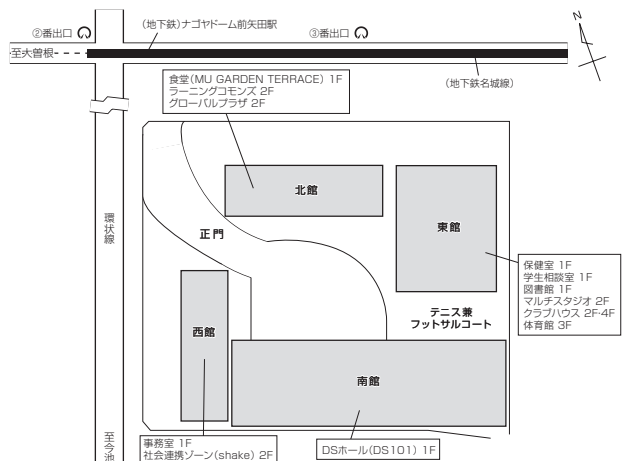 ②番出口
(地下鉄)ナゴヤドーム前矢田駅
③番出口
N
至大曽根
(地下鉄名城線)
食堂(MU GARDEN TERRACE) 1F
ラーニングコモンズ 2F
グローバルプラザ 2F
北館
東館
環状線
正門
保健室 1F
学生相談室 1F
図書館 1F
マルチスタジオ 2F
クラブハウス 2F·4F
体育館 3F
テニス兼
フットサルコート
西館
南館
至今池
事務室 1F
社会連携ゾーン(shake) 2F
DSホール(DS101) 1F